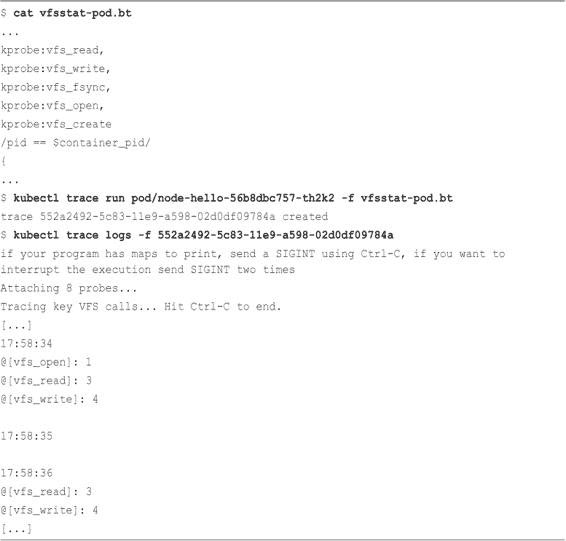 $ cat vfsstat-pod.bt
...
kprobe:vfs_read,
kprobe:vfs_write,
kprobe:vfs_fsync,
kprobe:vfs_open,
kprobe:vfs_create
/pid == $container_pid/
{
...
$ kubectl trace run pod/node-hello-56b8dbc757-th2k2 -f vfsstat-pod.bt
trace 552a2492-5c83-11e9-a598-02d0df09784a created
$ kubectl trace logs -f 552a2492-5c83-11e9-a598-02d0df09784a
if your program has maps to print, send a SIGINT using Ctrl-C, if you want to
interrupt the execution send SIGINT two times
Attaching 8 probes...
Tracing key VFS calls... Hit Ctrl-C to end.
[...]
17:58:34
@[vfs_open]: 1
@[vfs_read]: 3
@[vfs_write]: 4
17:58:35
17:58:36
@[vfs_read]: 3
@[vfs_write]: 4
[...]